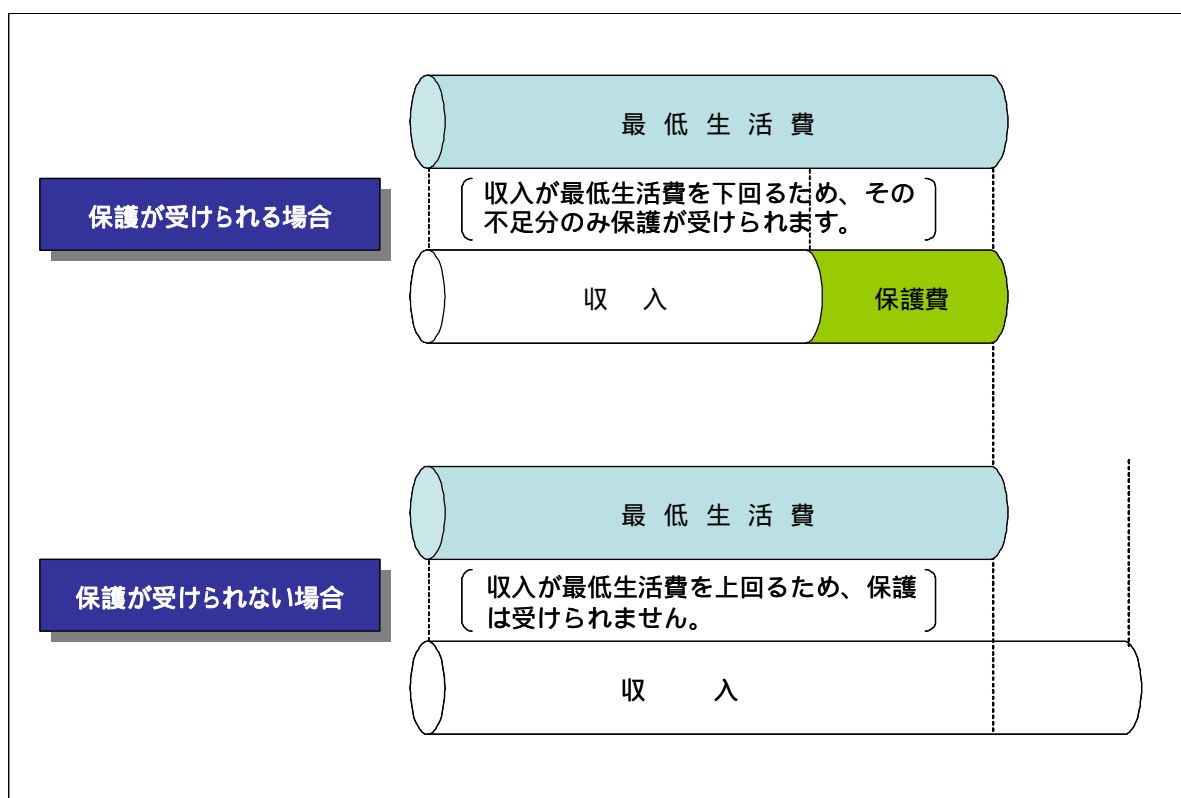 最低生活費
保護が受けられる場合
収入が最低生活費を下回るため、その
不足分のみ保護が受けられます。
収入
保護費
最低生活費
保護が受けられない場合
収入が最低生活費を上回るため、保護
は受けられません。
収入